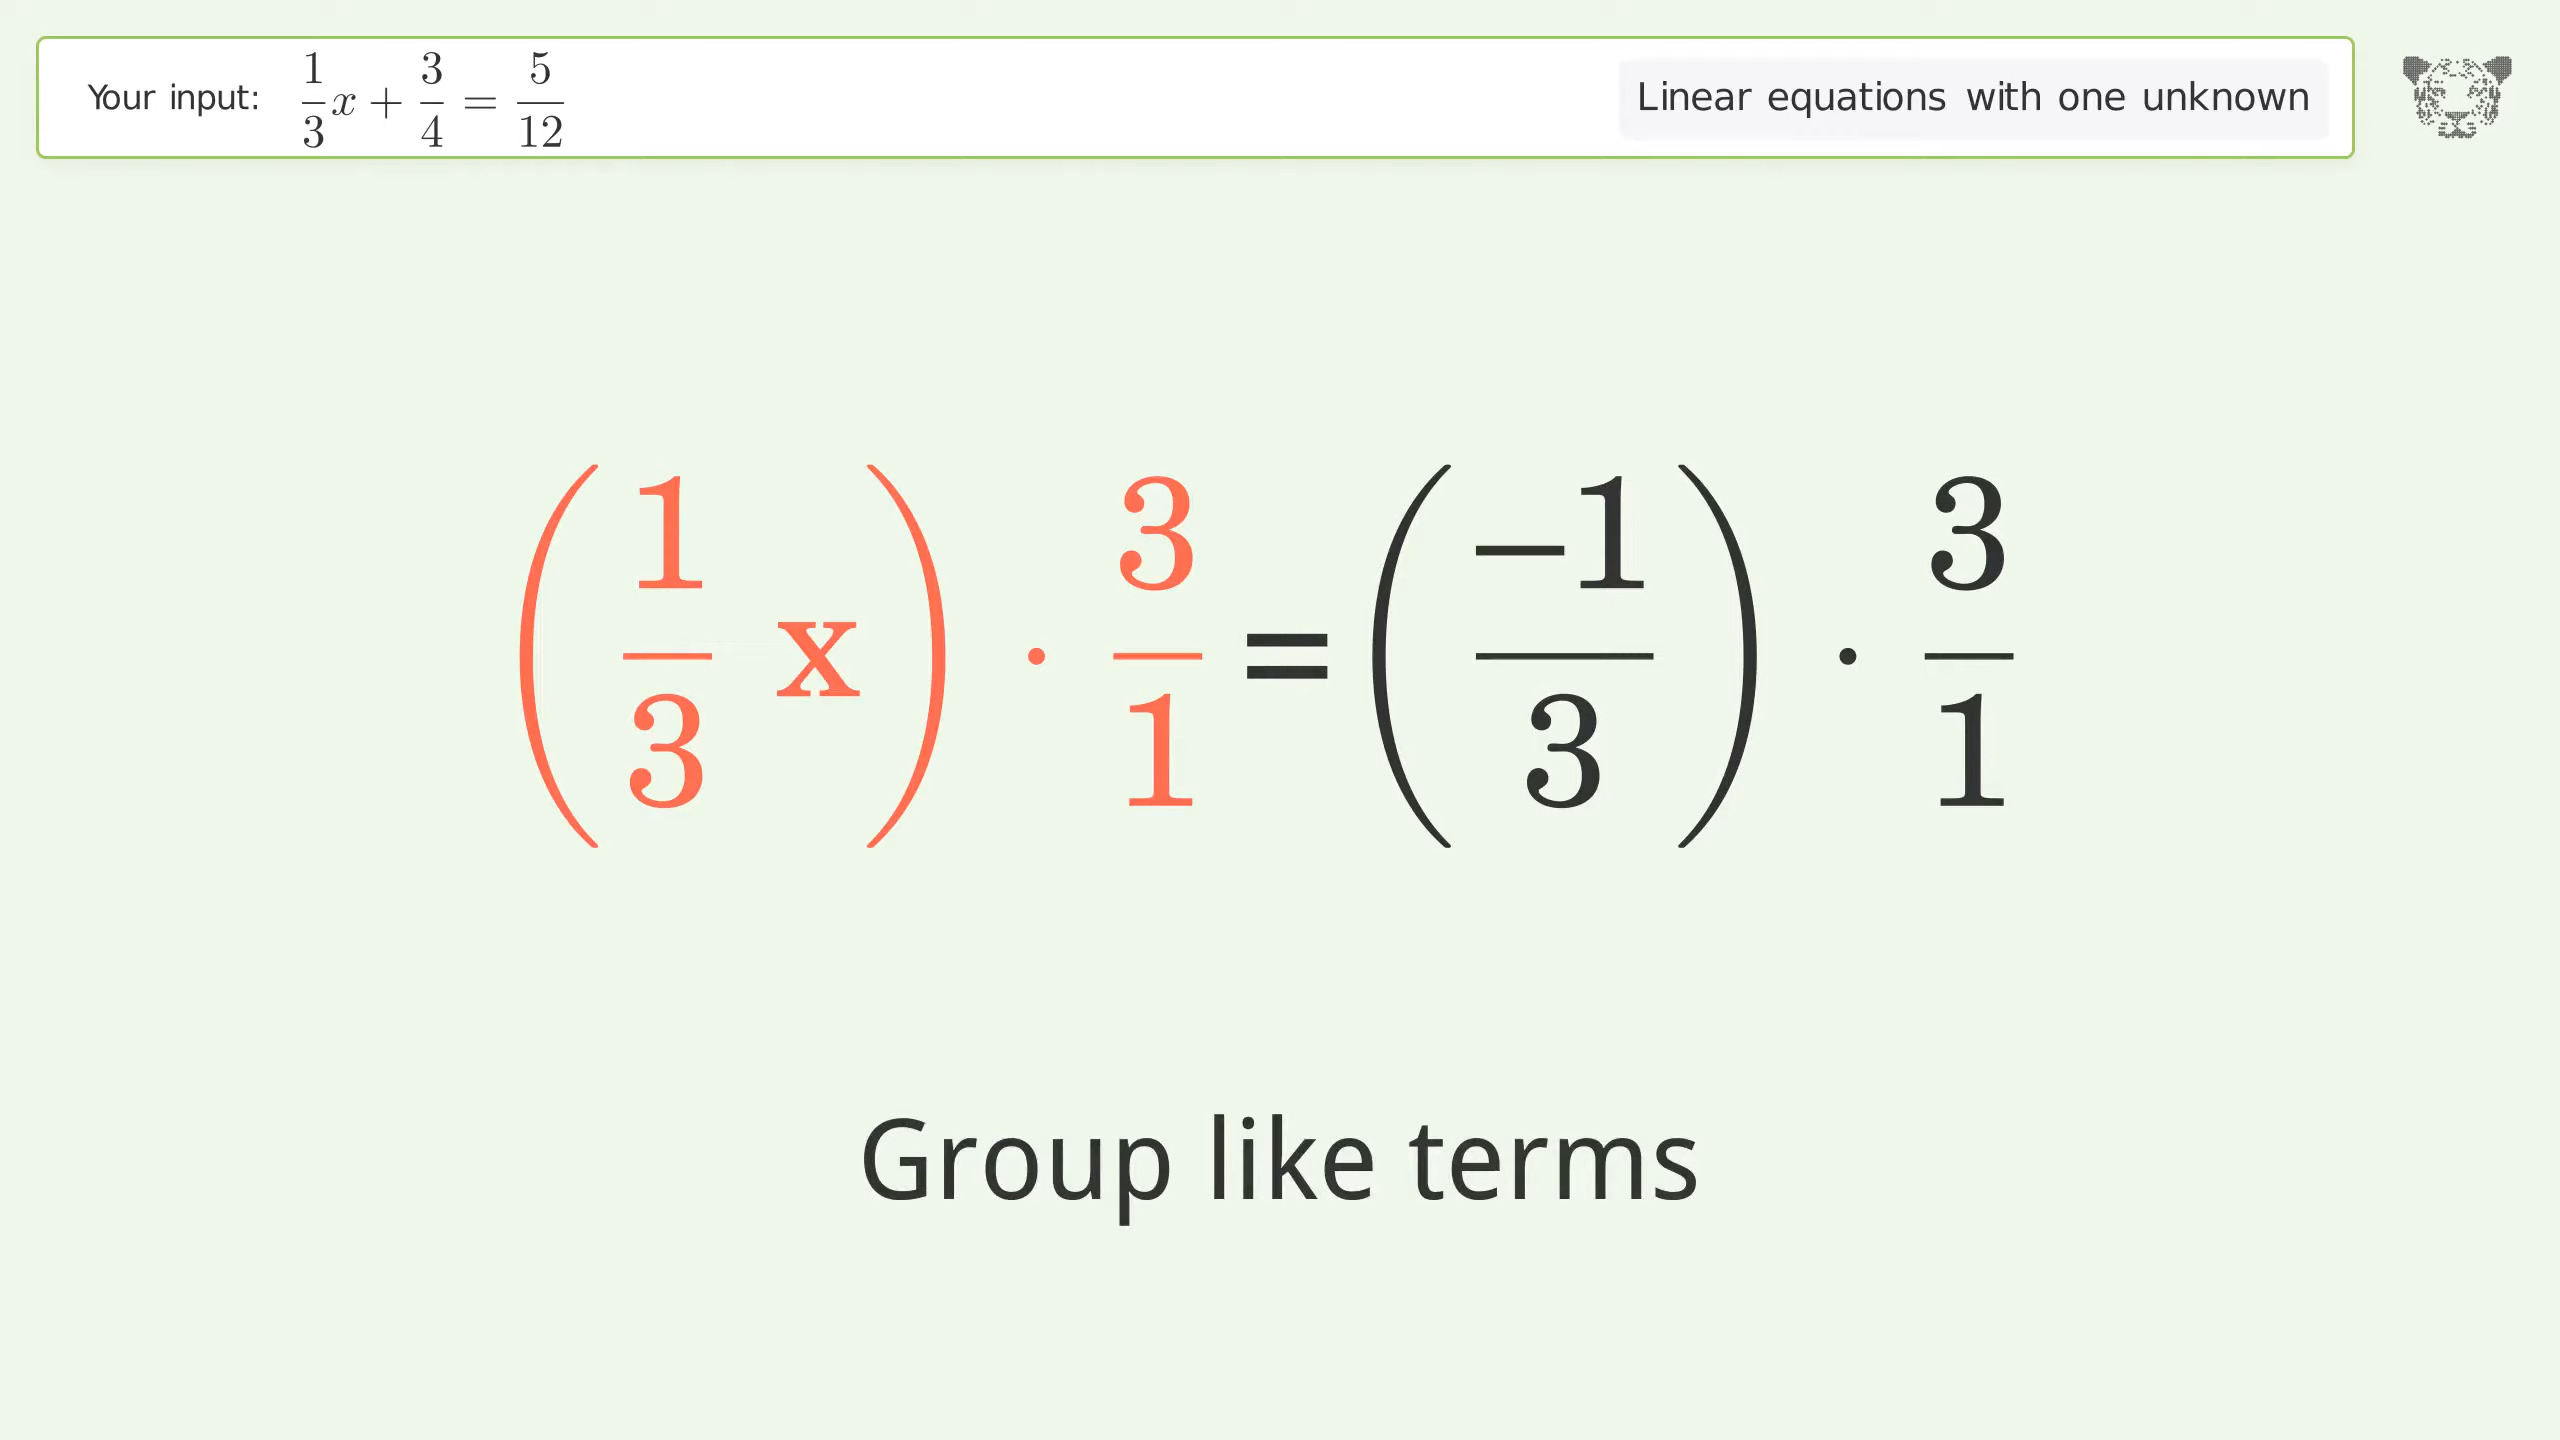 Your input: 1/3 x + 3/4 = 5/12
Linear equations with one unknown
(1/3 x) · 3/1 = (−1/3) · 3/1
Group like terms